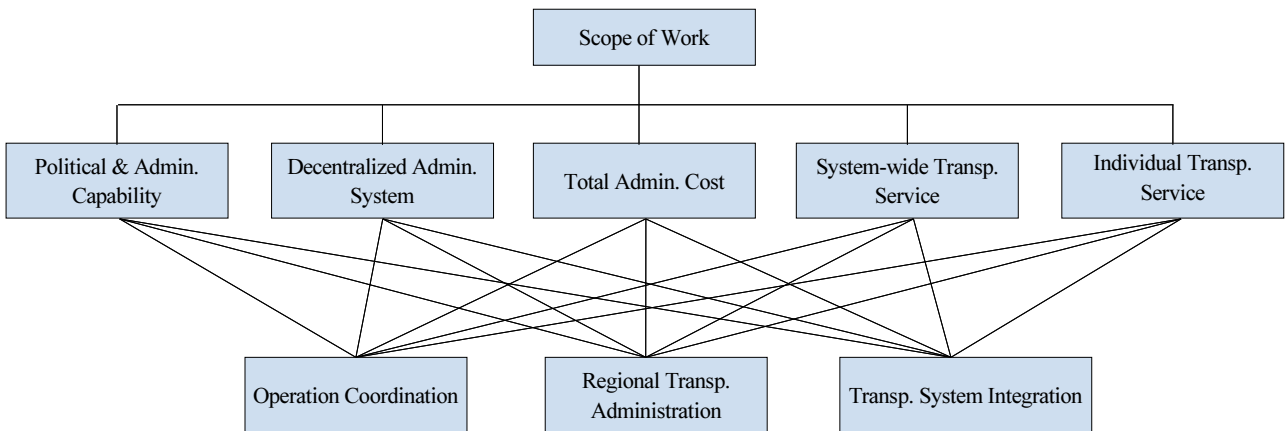 Scope of Work
Political & Admin.
Capability
Decentralized Admin.
System
Total Admin. Cost
System-wide Transp.
Service
Individual Transp.
Service
Operation Coordination
Regional Transp.
Administration
Transp. System Integration